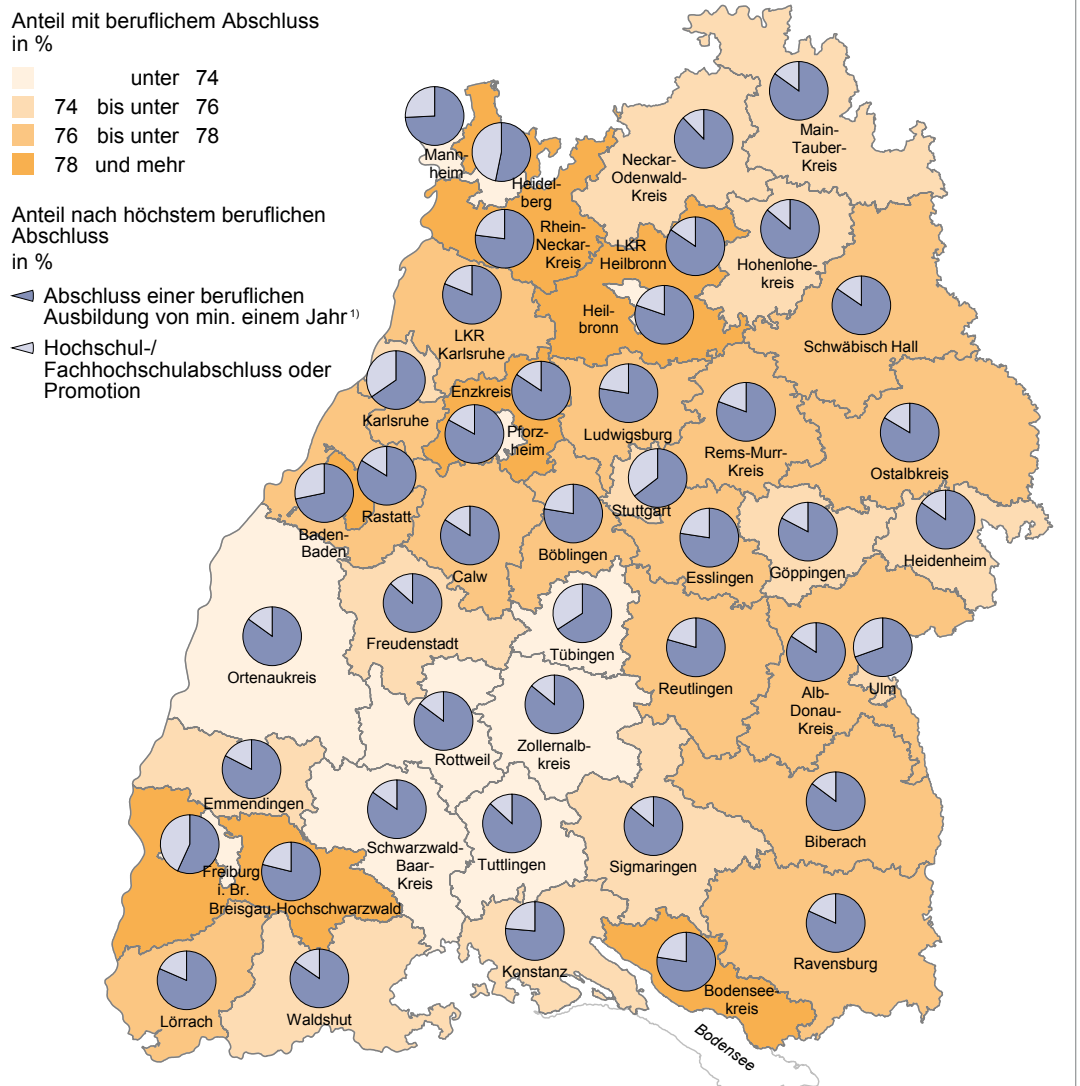 Anteil mit beruflichem Abschluss
in %
unter 74
74 bis unter 76
76 bis unter 78
78 und mehr
Anteil nach höchstem beruflichen
Abschluss
in %
Abschluss einer beruflichen
Ausbildung von min. einem Jahr 1)
Hochschul-/
Fachhochschulabschluss oder
Promotion
Main-
Tauber-
Kreis
Mann-
heim
Neckar-
Odenwald-
Kreis
Heidel-
berg
Rhein-
Neckar-
Kreis
LKR
Heilbronn
Hohenlohe-
kreis
Heil-
bronn
LKR
Karlsruhe
Schwäbisch Hall
Enzkreis
Karlsruhe
Pforz-
heim
Ludwigsburg
Rems-Murr-
Kreis
Ostalbkreis
Stuttgart
Rastatt
Baden-
Baden
Calw
Böblingen
Esslingen
Göppingen
Heidenheim
Freudenstadt
Tübingen
Ortenaukreis
Reutlingen
Alb-
Donau-
Kreis
Ulm
Rottweil
Zollernalb-
kreis
Emmendingen
Schwarzwald-
Baar-
Kreis
Tuttlingen
Sigmaringen
Biberach
Freiburg
i. Br.
Breisgau-Hochschwarzwald
Konstanz
Ravensburg
Bodensee-
kreis
Lörrach
Waldshut
Bodensee